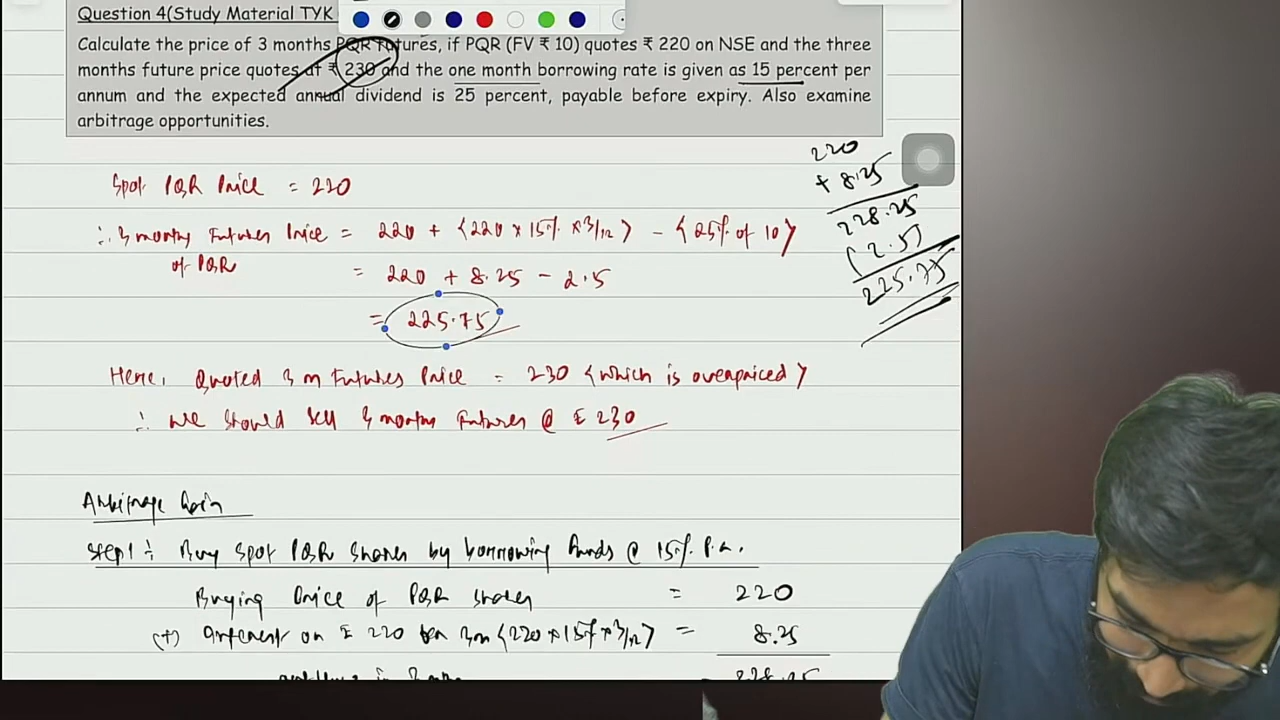 Question 4(Study Material TYK
Calculate the price of 3 months PQR futures, if PQR (FV ₹ 10) quotes ₹ 220 on NSE and the three
months future price quotes at ₹ 230 and the one month borrowing rate is given as 15 percent per
annum and the expected annual dividend is 25 percent, payable before expiry. Also examine
arbitrage opportunities.
220
+ 8.25
228.25
(2.5)
225.75
Spot PQR Price = 220
∴ 3 months Futures Price = 220 + {220 x 15% x 3/12} - {25% of 10}
of PQR
= 220 + 8.25 - 2.5
= 225.75
Here, Quoted 3 m Futures Price = 230 {which is overpriced}
∴ we should sell 3 months Futures @ ₹ 230
Arbitrage Gain
Step 1 : Buy Spot PQR Shares by borrowing Funds @ 15% P.a.
Buying Price of PQR shares = 220
(+) Interest on ₹ 220 for 3m {220 x 15% x 3/12} = 8.25
228.25